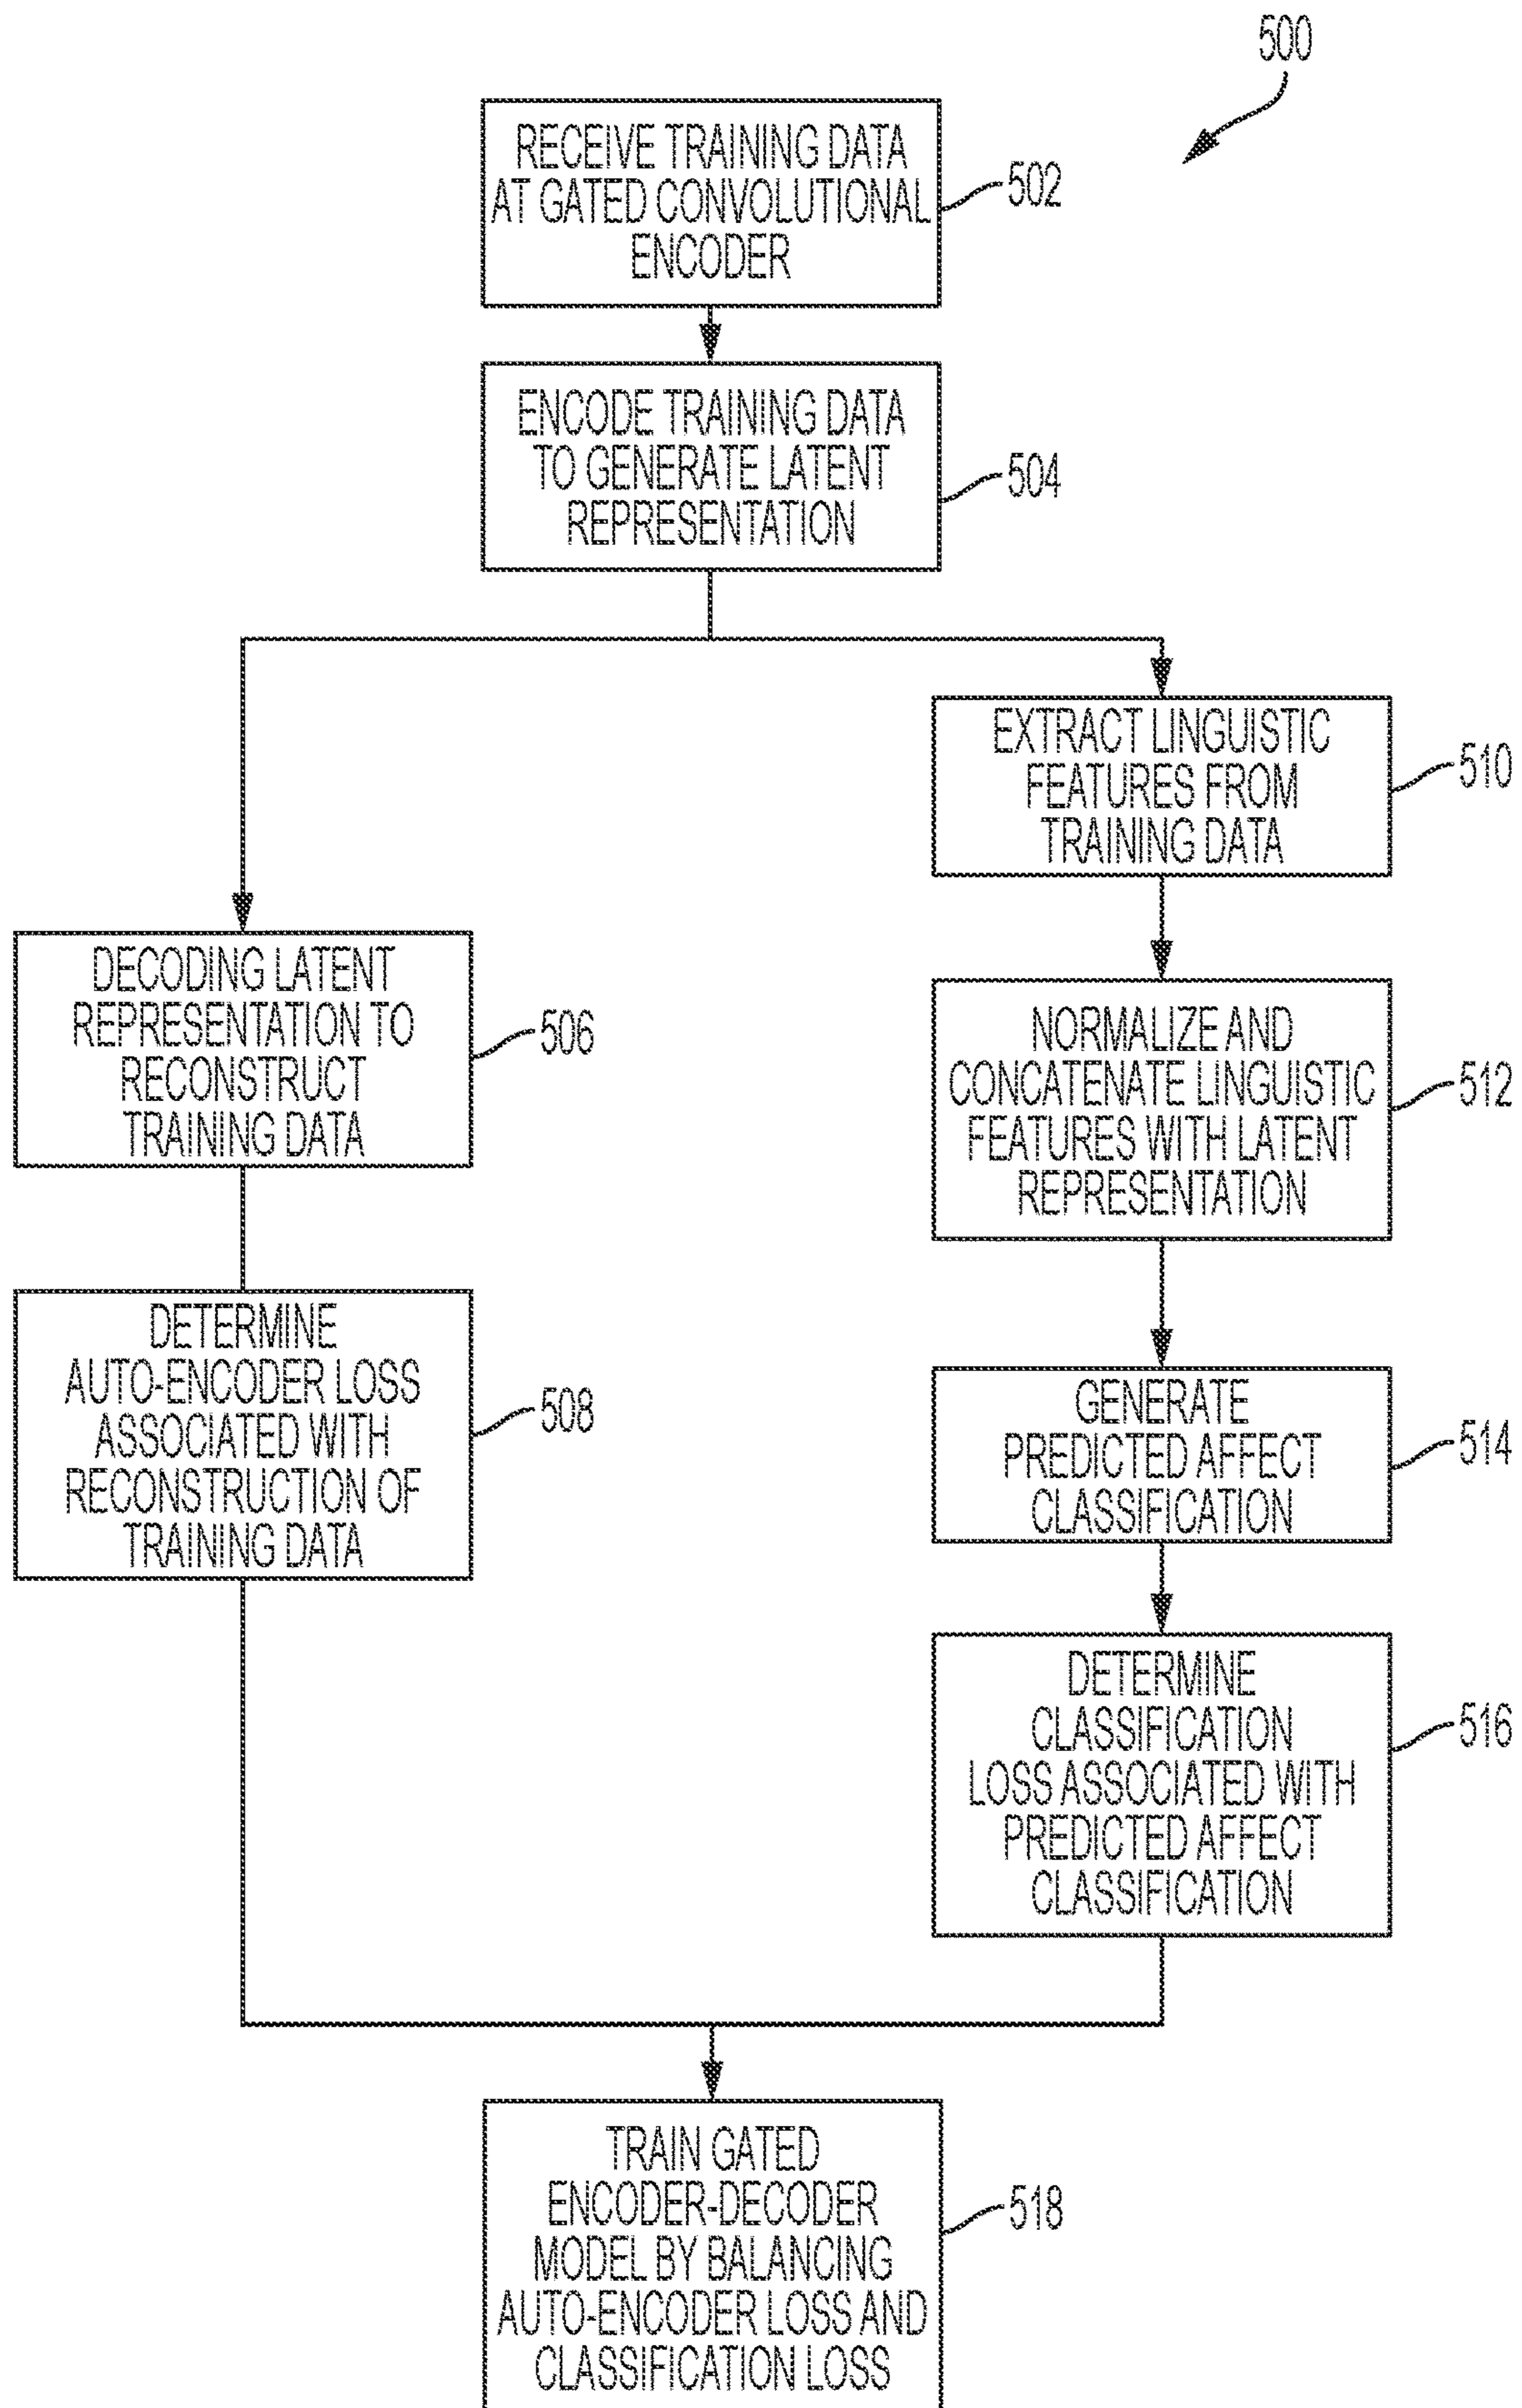 500
RECEIVE TRAINING DATA
AT GATED CONVOLUTIONAL
ENCODER
502
ENCODE TRAINING DATA
TO GENERATE LATENT
REPRESENTATION
504
DECODING LATENT
REPRESENTATION TO
RECONSTRUCT
TRAINING DATA
506
DETERMINE
AUTO-ENCODER LOSS
ASSOCIATED WITH
RECONSTRUCTION OF
TRAINING DATA
508
EXTRACT LINGUISTIC
FEATURES FROM
TRAINING DATA
510
NORMALIZE AND
CONCATENATE LINGUISTIC
FEATURES WITH LATENT
REPRESENTATION
512
GENERATE
PREDICTED AFFECT
CLASSIFICATION
514
DETERMINE
CLASSIFICATION
LOSS ASSOCIATED WITH
PREDICTED AFFECT
CLASSIFICATION
516
TRAIN GATED
ENCODER-DECODER
MODEL BY BALANCING
AUTO-ENCODER LOSS AND
CLASSIFICATION LOSS
518